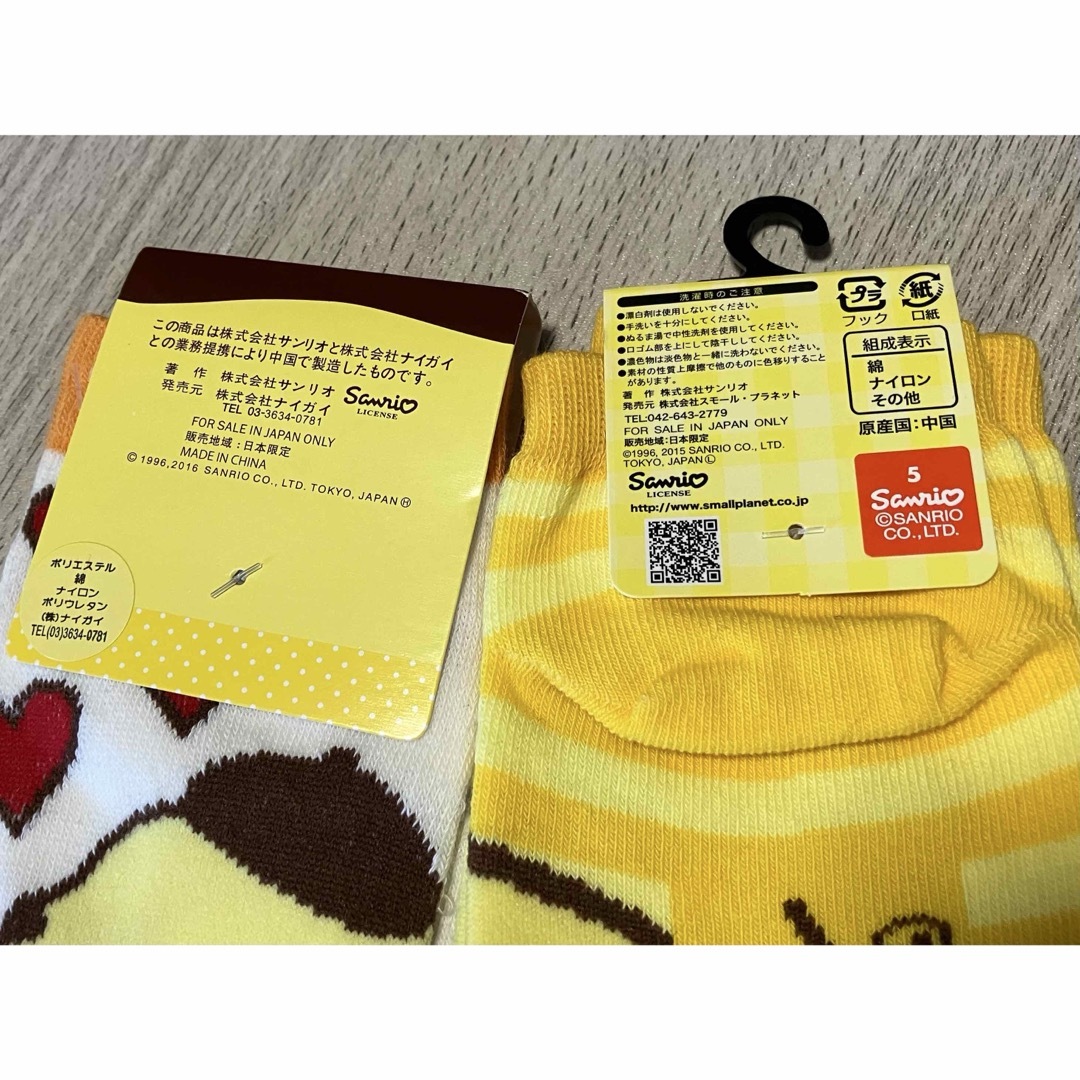 この商品は株式会社サンリオと株式会社ナイガイ
との業務提携により中国で製造したものです。
著 作 株式会社サンリオ
発売元 株式会社ナイガイ
TEL 03-3634-0781
Sanrio
LICENSE
FOR SALE IN JAPAN ONLY
販売地域：日本限定
MADE IN CHINA
©1996, 2016 SANRIO CO., LTD. TOKYO, JAPAN Ⓗ
ポリエステル
綿
ナイロン
ポリウレタン
(株)ナイガイ
TEL(03)3634-0781
洗濯時のご注意
●漂白剤は使用しないでください。
●手洗いを十分にしてください。
●ぬるま湯で中性洗剤を使用してください。
●口ゴム部を上にして陰干ししてください。
●濃色物は淡色物と一緒に洗わないでください。
●素材の性質上摩擦で他のものに色移りすること
があります。
著作 株式会社サンリオ
発売元 株式会社スモール・プラネット
TEL:042-643-2779
FOR SALE IN JAPAN ONLY
販売地域:日本限定
©1996, 2015 SANRIO CO., LTD.
TOKYO, JAPAN Ⓛ
Sanrio
LICENSE
http://www.smallplanet.co.jp
プラ
フック
紙
口紙
組成表示
綿
ナイロン
その他
原産国：中国
5
Sanrio
©SANRIO
CO.,LTD.